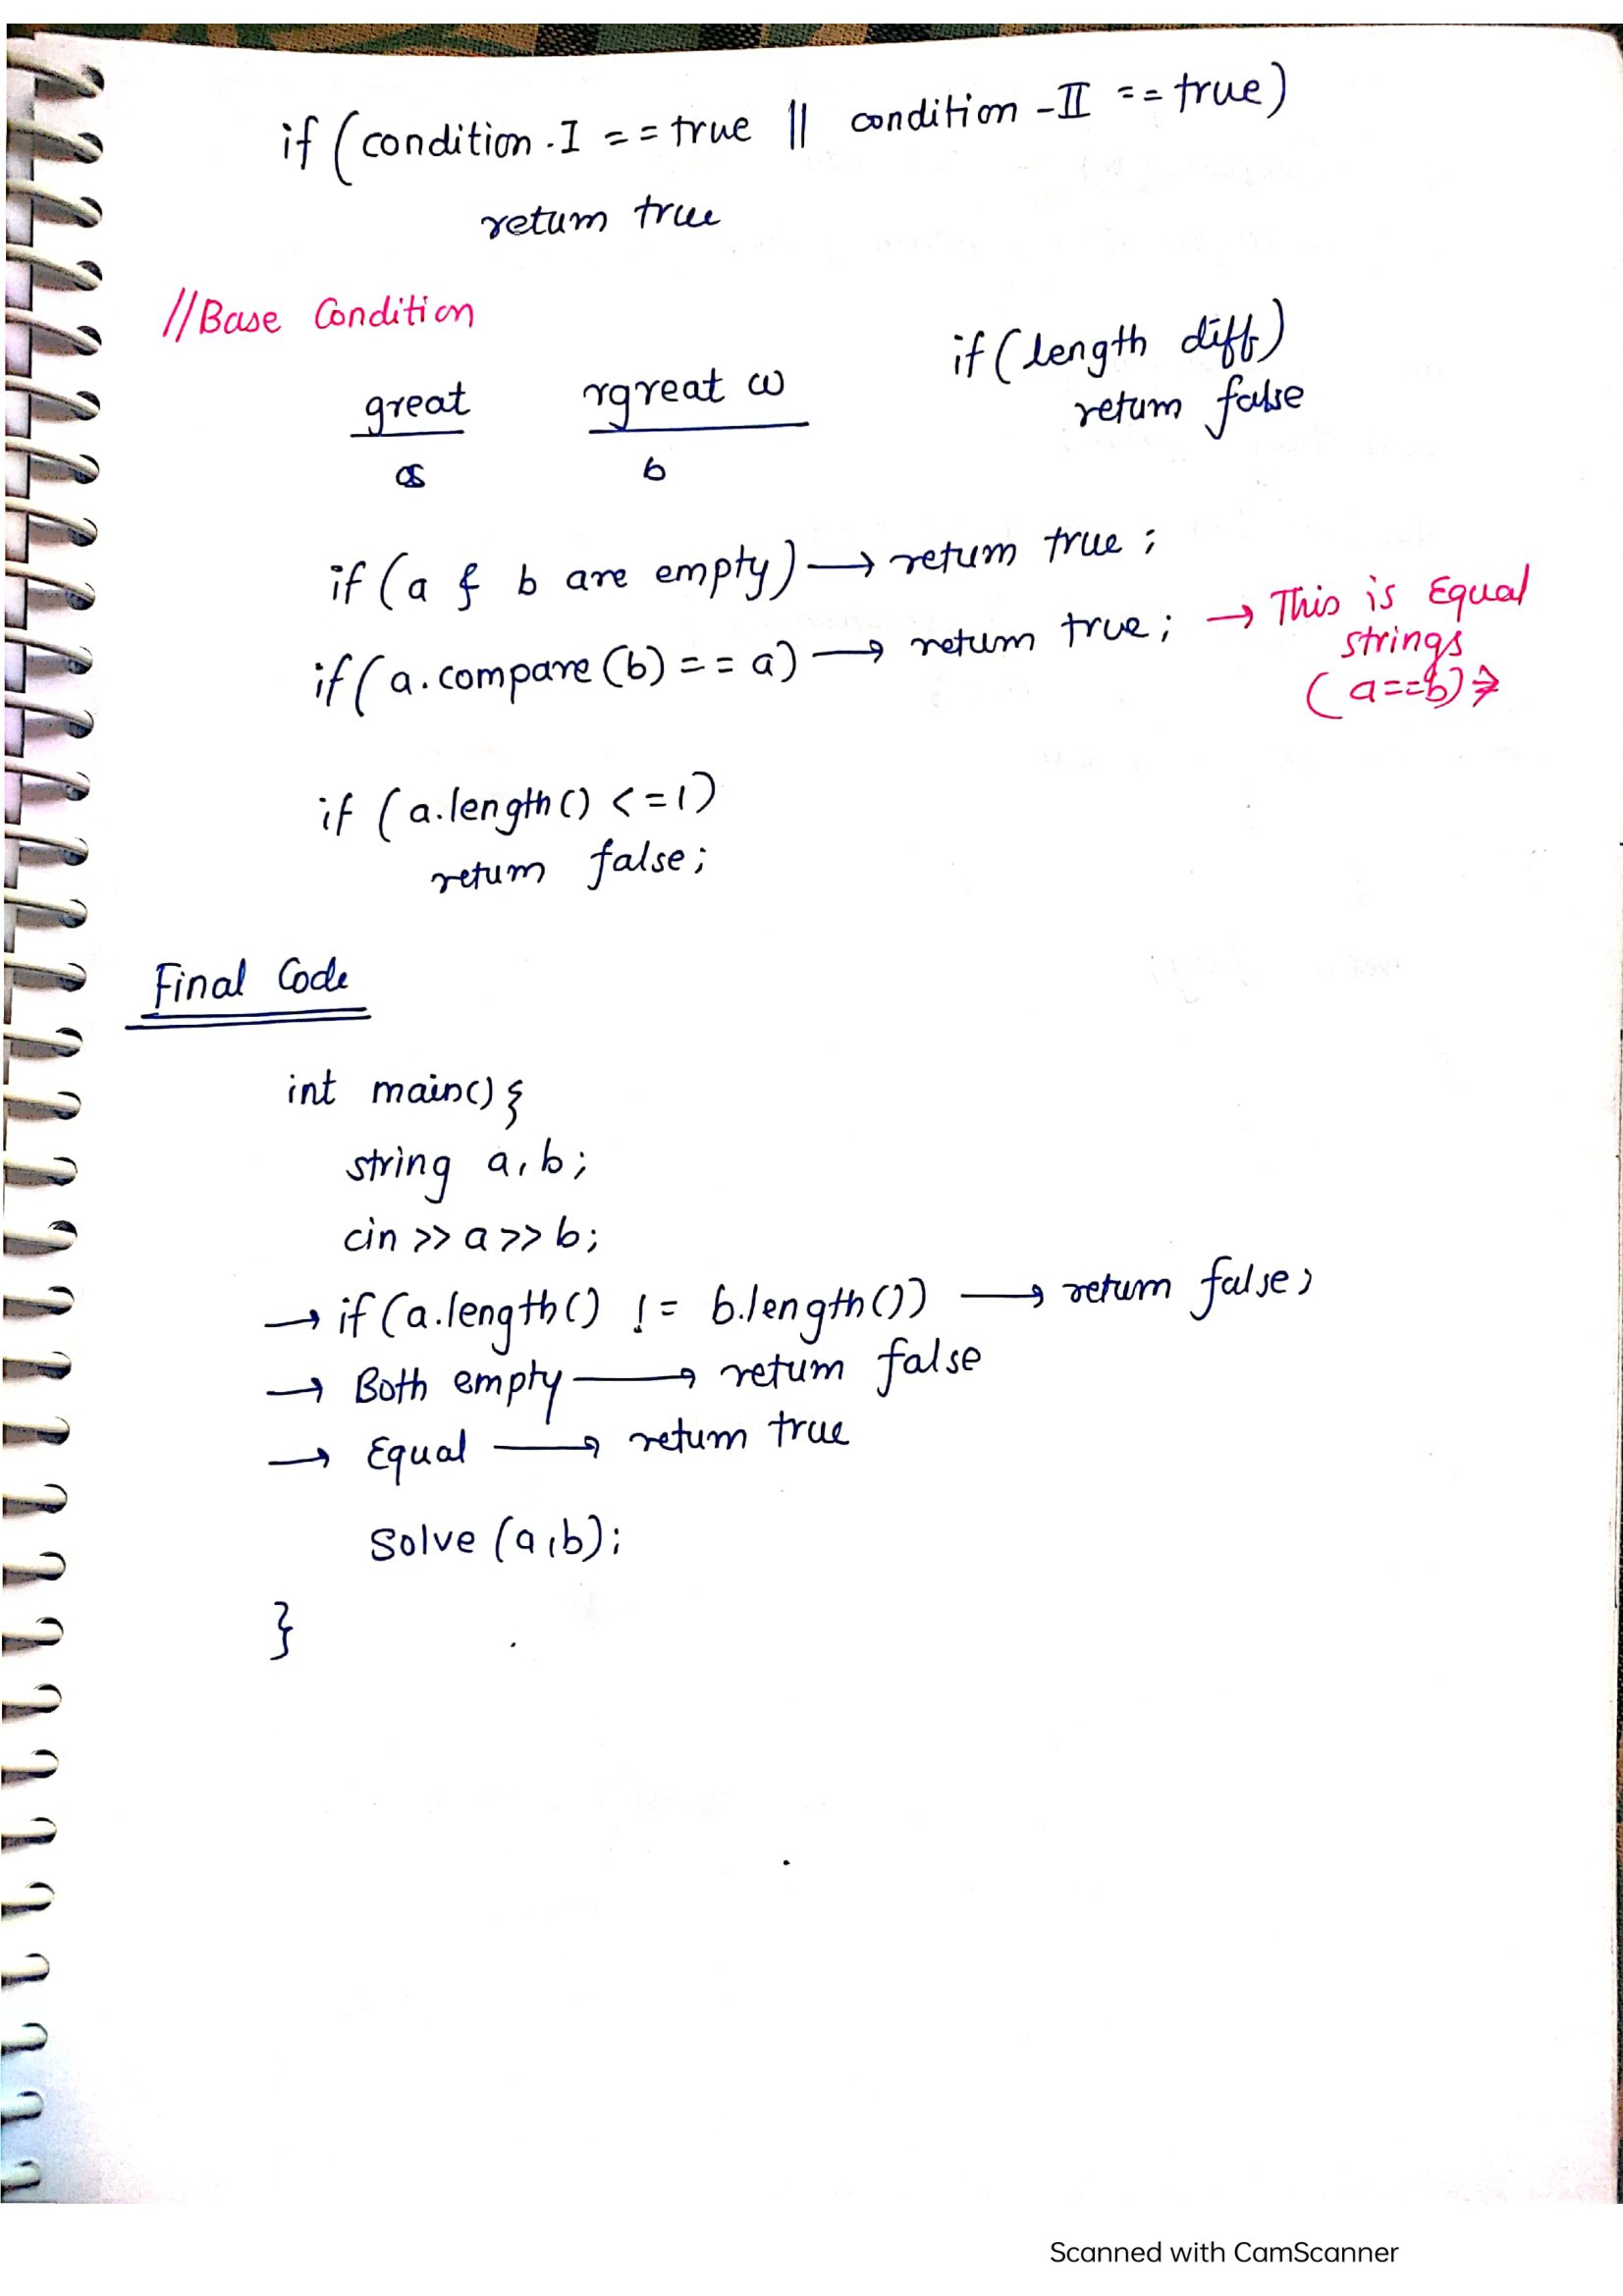 if (condition.I == true || condition -II == true)
return true
//Base Condition
great rgreat w
a b
if (length diff)
return false
if (a & b are empty) → return true;
if (a.compare(b) == a) → return true; → This is Equal
strings
(a==b) →
if (a.length() <=1)
return false;
Final Code
int main() {
string a, b;
cin >> a >> b;
→ if (a.length() != b.length()) → return false;
→ Both empty → return false
→ Equal → return true
Solve (a,b);
}
Scanned with CamScanner